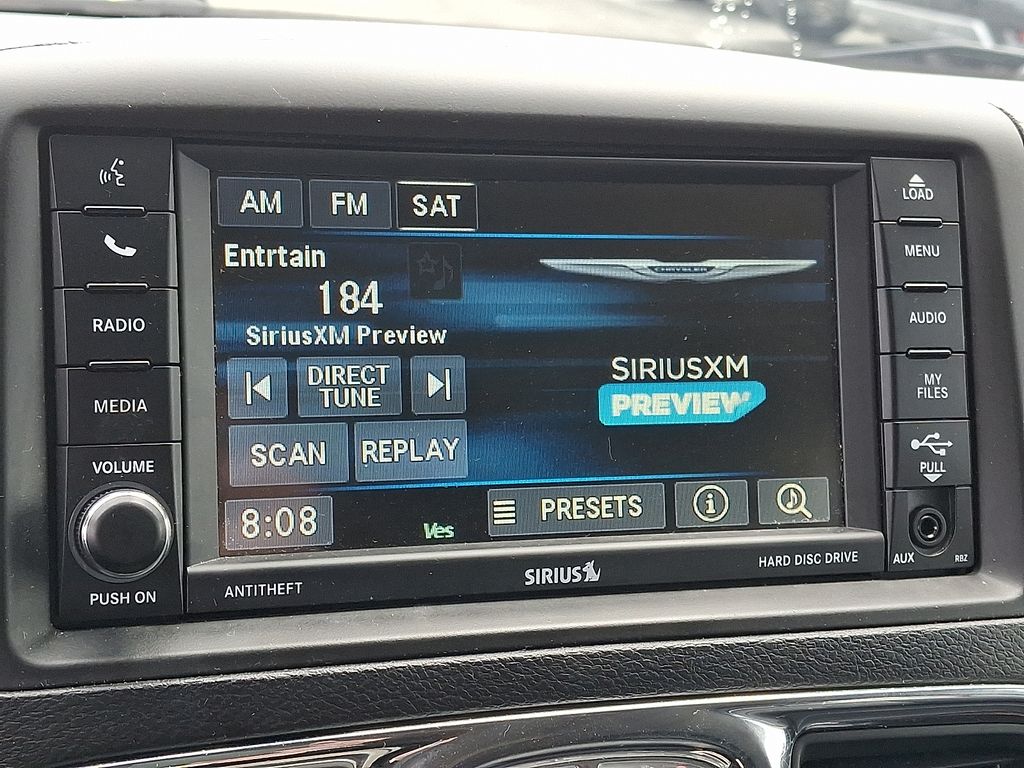 AM FM SAT
Entrtain
184
SiriusXM Preview
DIRECT
TUNE
SCAN REPLAY
8:08
Ves
PRESETS
CHRYSLER
SIRIUSXM
PREVIEW
RADIO
MEDIA
VOLUME
PUSH ON
LOAD
MENU
AUDIO
MY
FILES
PULL
AUX RBZ
ANTITHEFT
SIRIUS
HARD DISC DRIVE